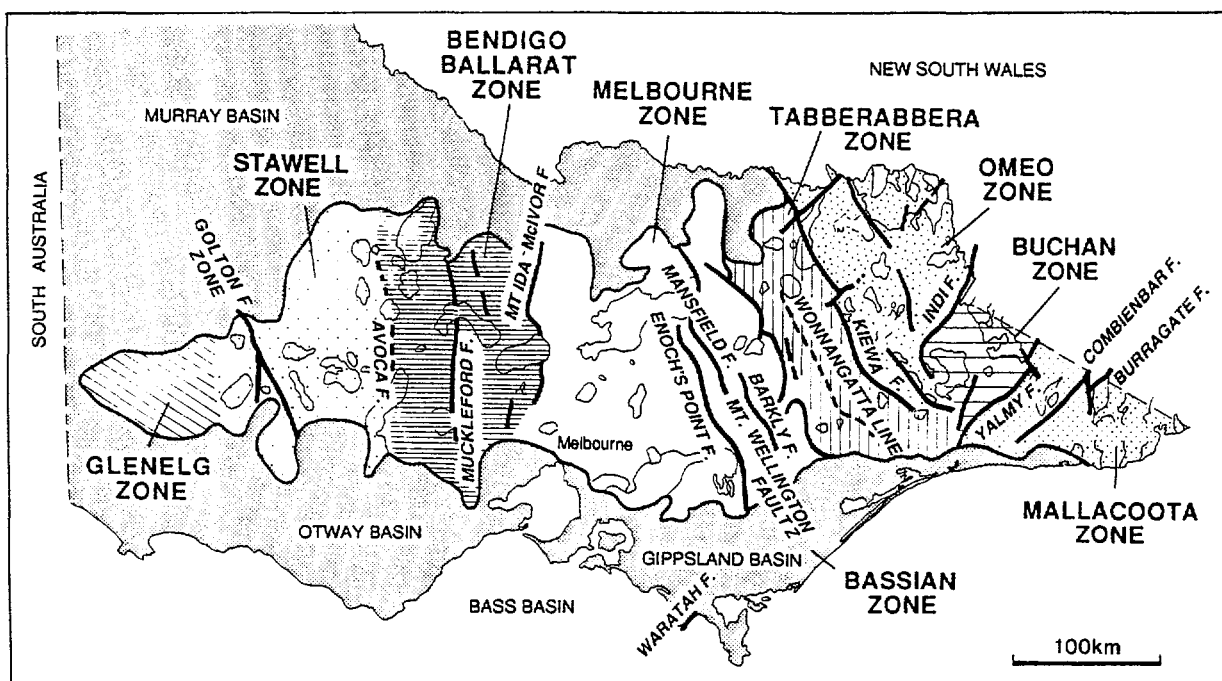 BENDIGO
BALLARAT
ZONE
NEW SOUTH WALES
MELBOURNE
ZONE
MURRAY BASIN
TABBERABBERA
ZONE
STAWELL
ZONE
OMEO
ZONE
SOUTH AUSTRALIA
GOLTON F.
ZONE
MT IDA - McIVOR F.
BUCHAN
ZONE
AVOCA F.
MUCKLEFORD F.
MANSFIELD F.
ENOCH'S POINT F.
BARKLY F.
MT. WELLINGTON
FAULT Z
WONNANGATTA LINE
KIEWA F.
INDI F.
COMBIENBAR F.
BURRAGATE F.
YALMY F.
Melbourne
GLENELG
ZONE
OTWAY BASIN
MALLACOOTA
ZONE
GIPPSLAND BASIN
BASSIAN
ZONE
BASS BASIN
WARATAH F.
100km